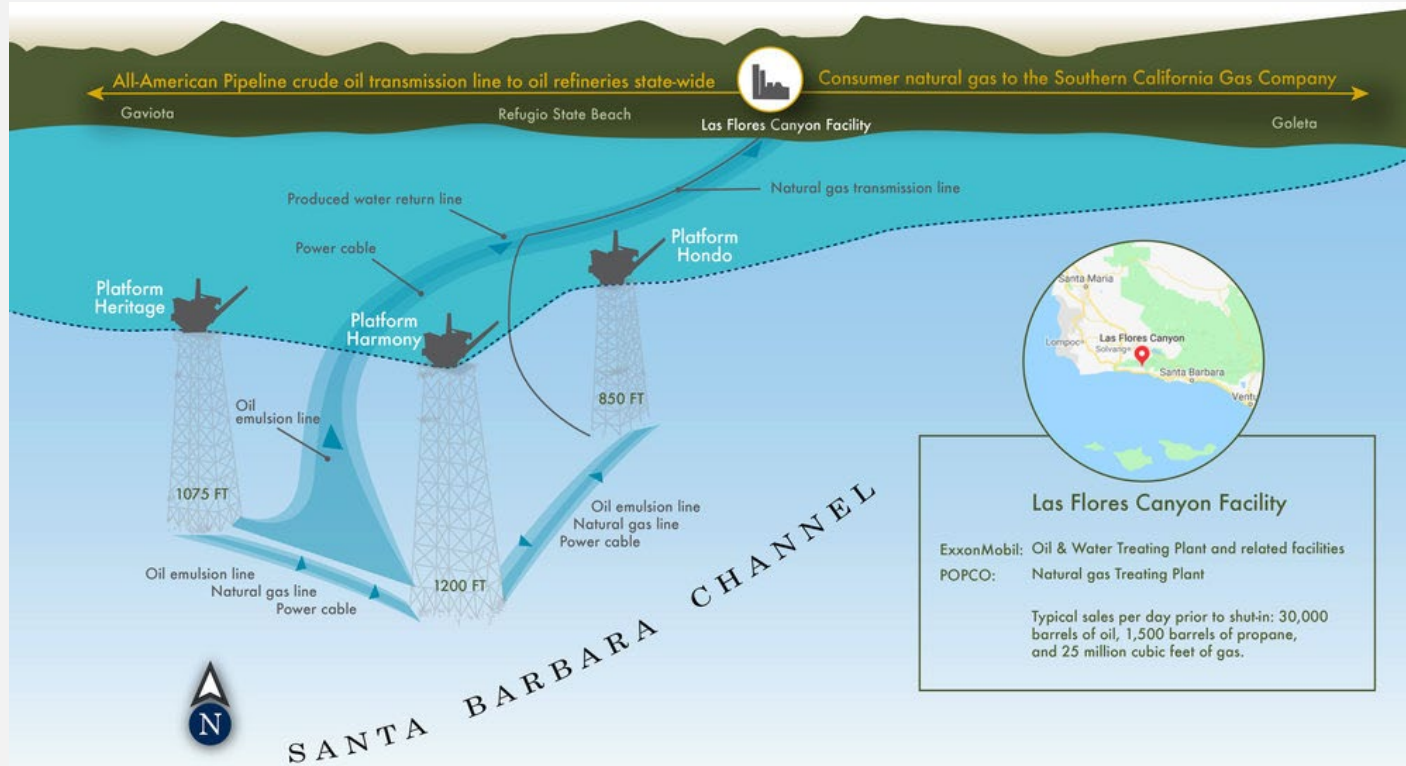 All-American Pipeline crude oil transmission line to oil refineries state-wide
Consumer natural gas to the Southern California Gas Company
Gaviota
Refugio State Beach
Las Flores Canyon Facility
Goleta
Produced water return line
Natural gas transmission line
Power cable
Platform
Hondo
Platform
Heritage
Platform
Harmony
Oil
emulsion line
850 FT
1075 FT
1200 FT
Oil emulsion line
Natural gas line
Power cable
Oil emulsion line
Natural gas line
Power cable
SANTA BARBARA CHANNEL
N
Santa Maria
Lompoc
Solvang
Las Flores Canyon
Santa Barbara
Ventu
Las Flores Canyon Facility
ExxonMobil: Oil & Water Treating Plant and related facilities
POPCO: Natural gas Treating Plant
Typical sales per day prior to shut-in: 30,000
barrels of oil, 1,500 barrels of propane,
and 25 million cubic feet of gas.